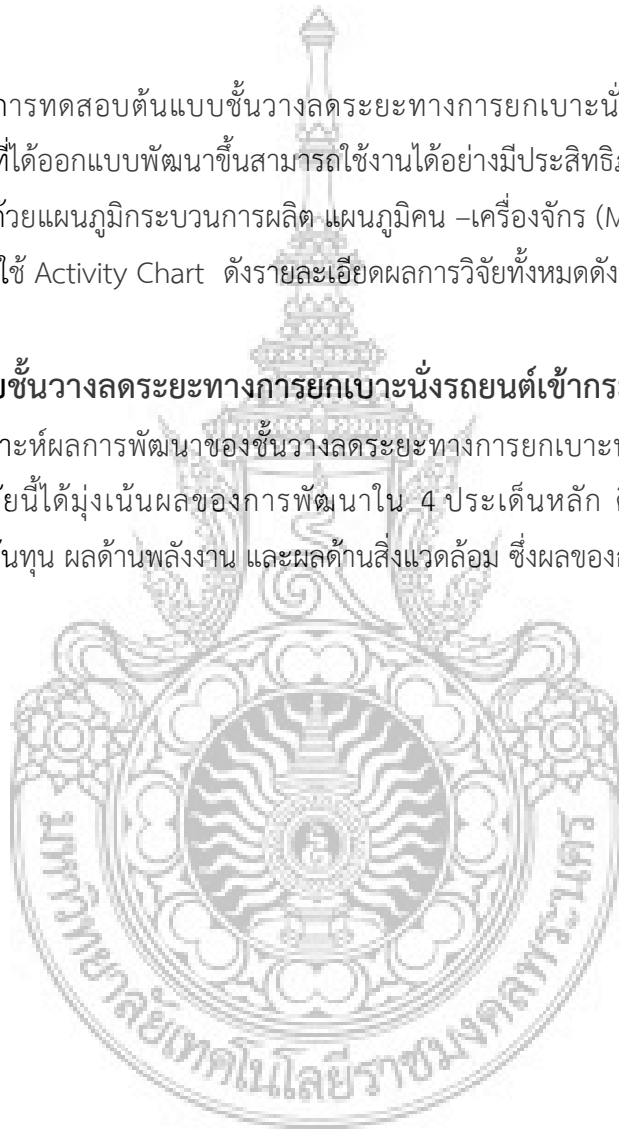 การทดสอบต้นแบบชั้นวางลดระยะทางการยกเบาะนั่
ที่ได้ออกแบบพัฒนาขึ้นสามารถใช้งานได้อย่างมีประสิทธิภ
ด้วยแผนภูมิกระบวนการผลิต แผนภูมิคน –เครื่องจักร (M
ใช้ Activity Chart ดังรายละเอียดผลการวิจัยทั้งหมดดัง
ชั้นวางลดระยะทางการยกเบาะนั่งรถยนต์เข้ากระ
าะห์ผลการพัฒนาของชั้นวางลดระยะทางการยกเบาะ
ัยนี้ได้มุ่งเน้นผลของการพัฒนาใน 4 ประเด็นหลัก
ันทุน ผลด้านพลังงาน และผลด้านสิ่งแวดล้อม ซึ่งผลของ
มหาวิทยาลัยเทคโนโลยีราชมงคลพระนคร